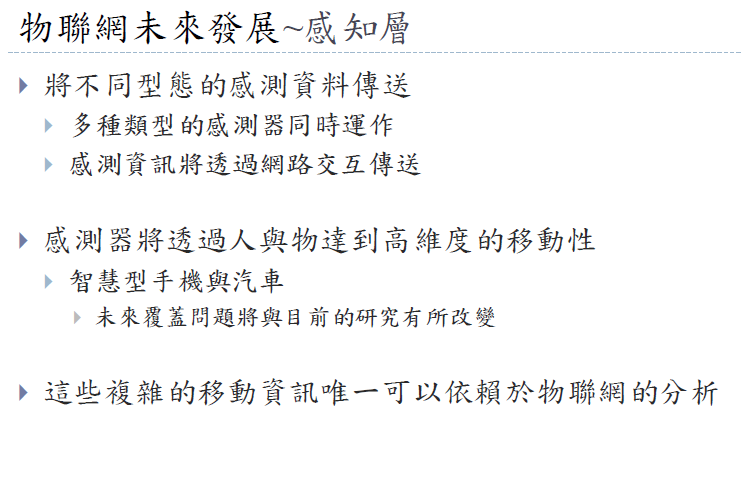 物聯網未來發展~感知層
將不同型態的感測資料傳送
多種類型的感測器同時運作
感測資訊將透過網路交互傳送
感測器將透過人與物達到高維度的移動性
智慧型手機與汽車
未來覆蓋問題將與目前的研究有所改變
這些複雜的移動資訊唯一可以依賴於物聯網的分析